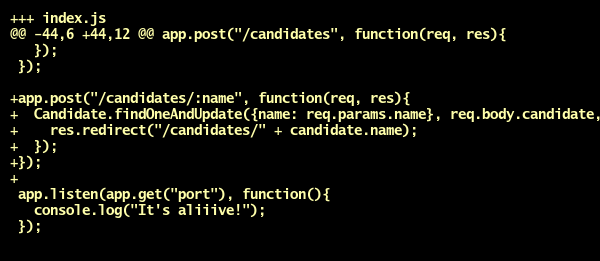 +++ index.js
@@ -44,6 +44,12 @@ app.post("/candidates", function(req, res){
   });
 });

+app.post("/candidates/:name", function(req, res){
+  Candidate.findOneAndUpdate({name: req.params.name}, req.body.candidate,
+    res.redirect("/candidates/" + candidate.name);
+  });
+});
+
 app.listen(app.get("port"), function(){
   console.log("It's aliiive!");
 });